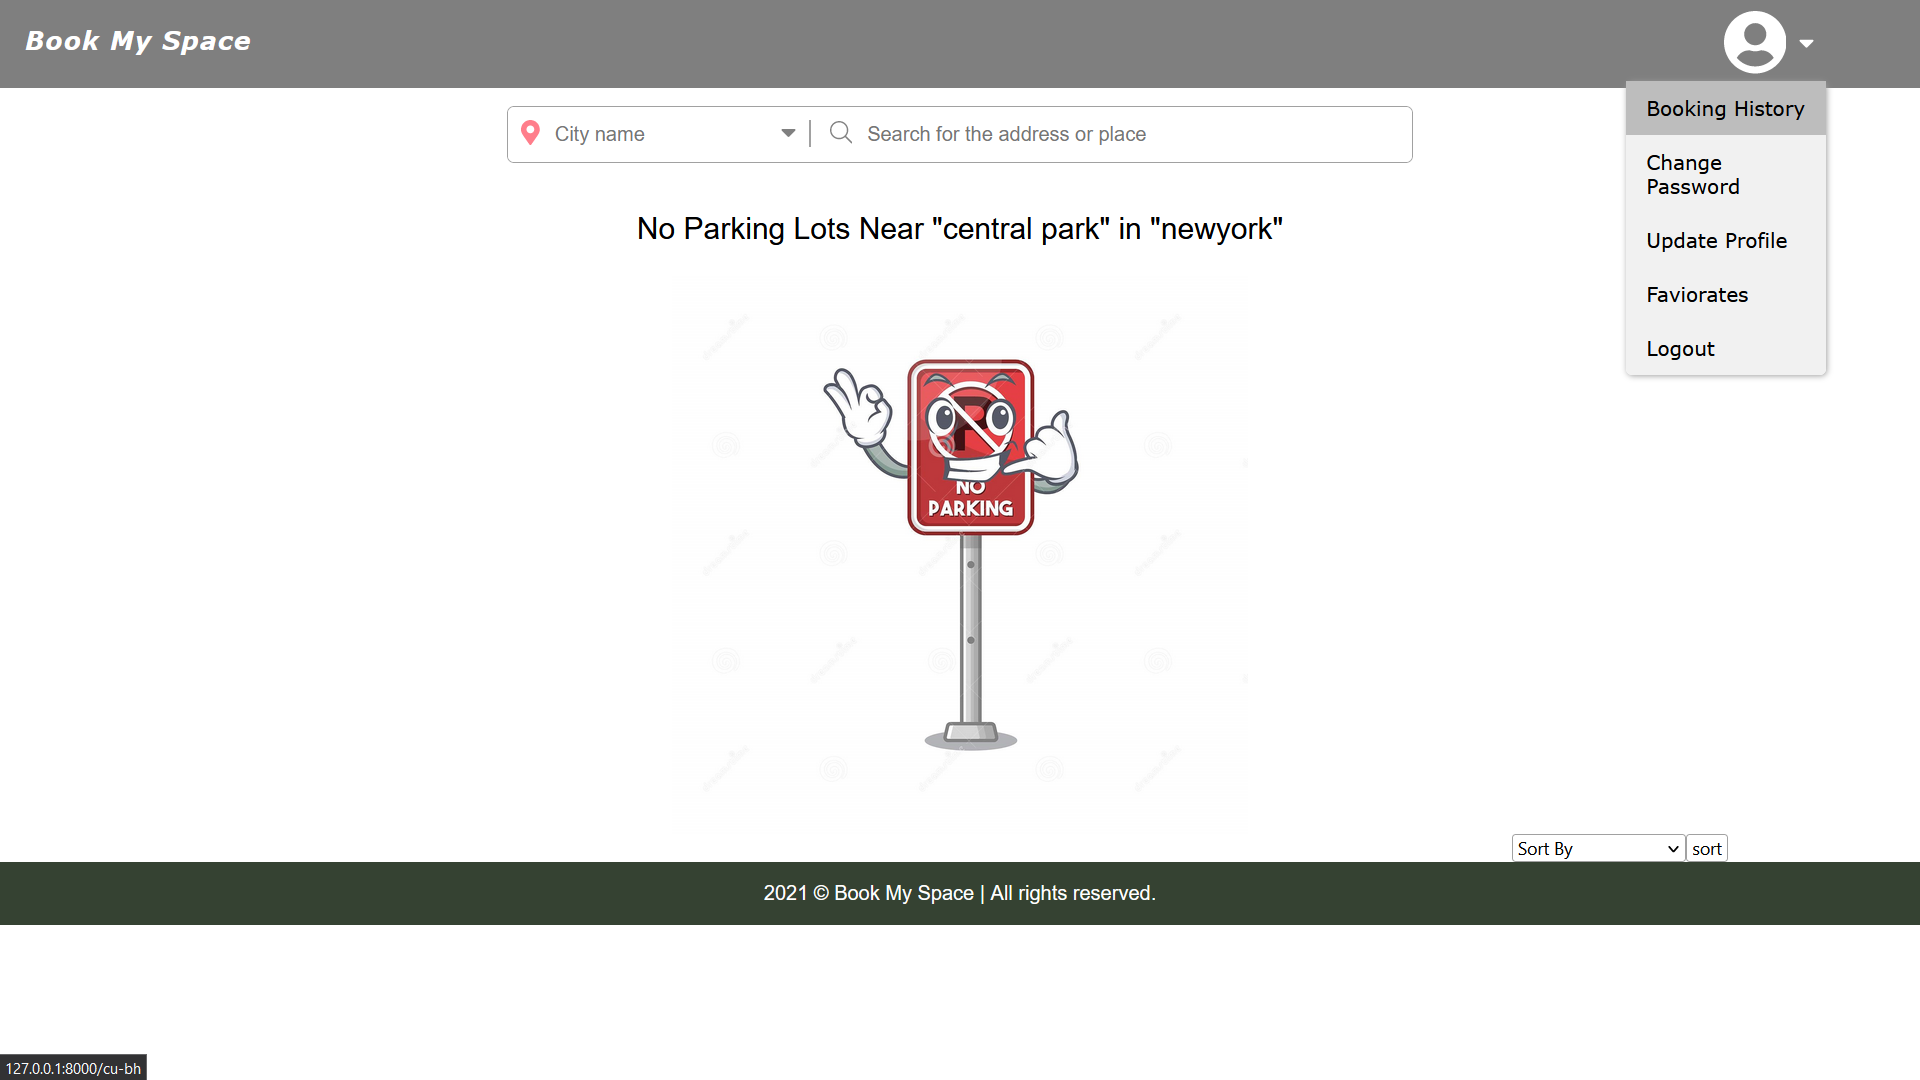 Book My Space
Booking History
Change
Password
Update Profile
Faviorates
Logout
City name
Search for the address or place
No Parking Lots Near "central park" in "newyork"
P
NO
PARKING
Sort By
sort
2021 © Book My Space | All rights reserved.
127.0.0.1:8000/cu-bh